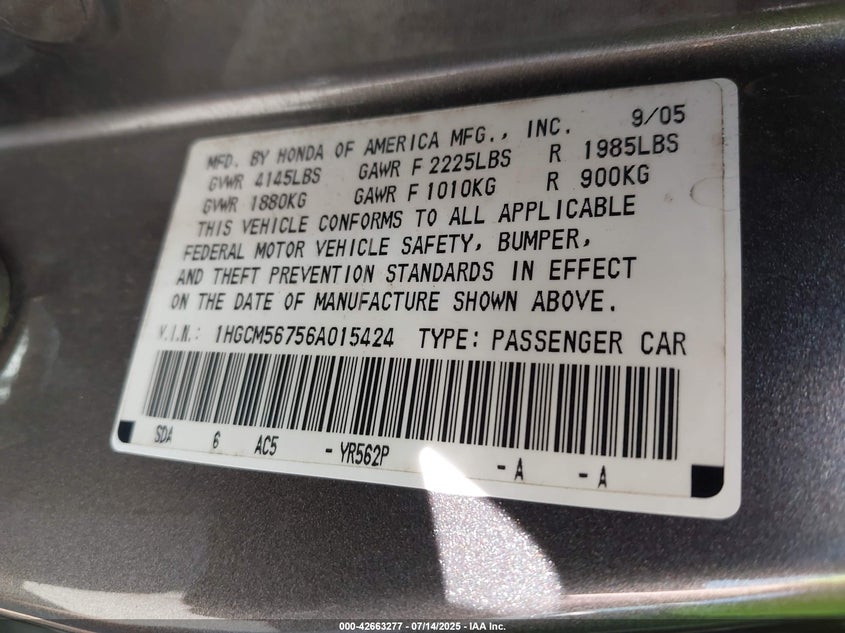 MFD. BY HONDA OF AMERICA MFG., INC. 9/05
GVWR 4145LBS GAWR F 2225LBS R 1985LBS
GVWR 1880KG GAWR F 1010KG R 900KG
THIS VEHICLE CONFORMS TO ALL APPLICABLE
FEDERAL MOTOR VEHICLE SAFETY, BUMPER,
AND THEFT PREVENTION STANDARDS IN EFFECT
ON THE DATE OF MANUFACTURE SHOWN ABOVE.
V.I.N.: 1HGCM56756A015424 TYPE: PASSENGER CAR
SDA 6 AC5 - YR562P - A - A
000-42663277 - 07/14/2025 - IAA Inc.